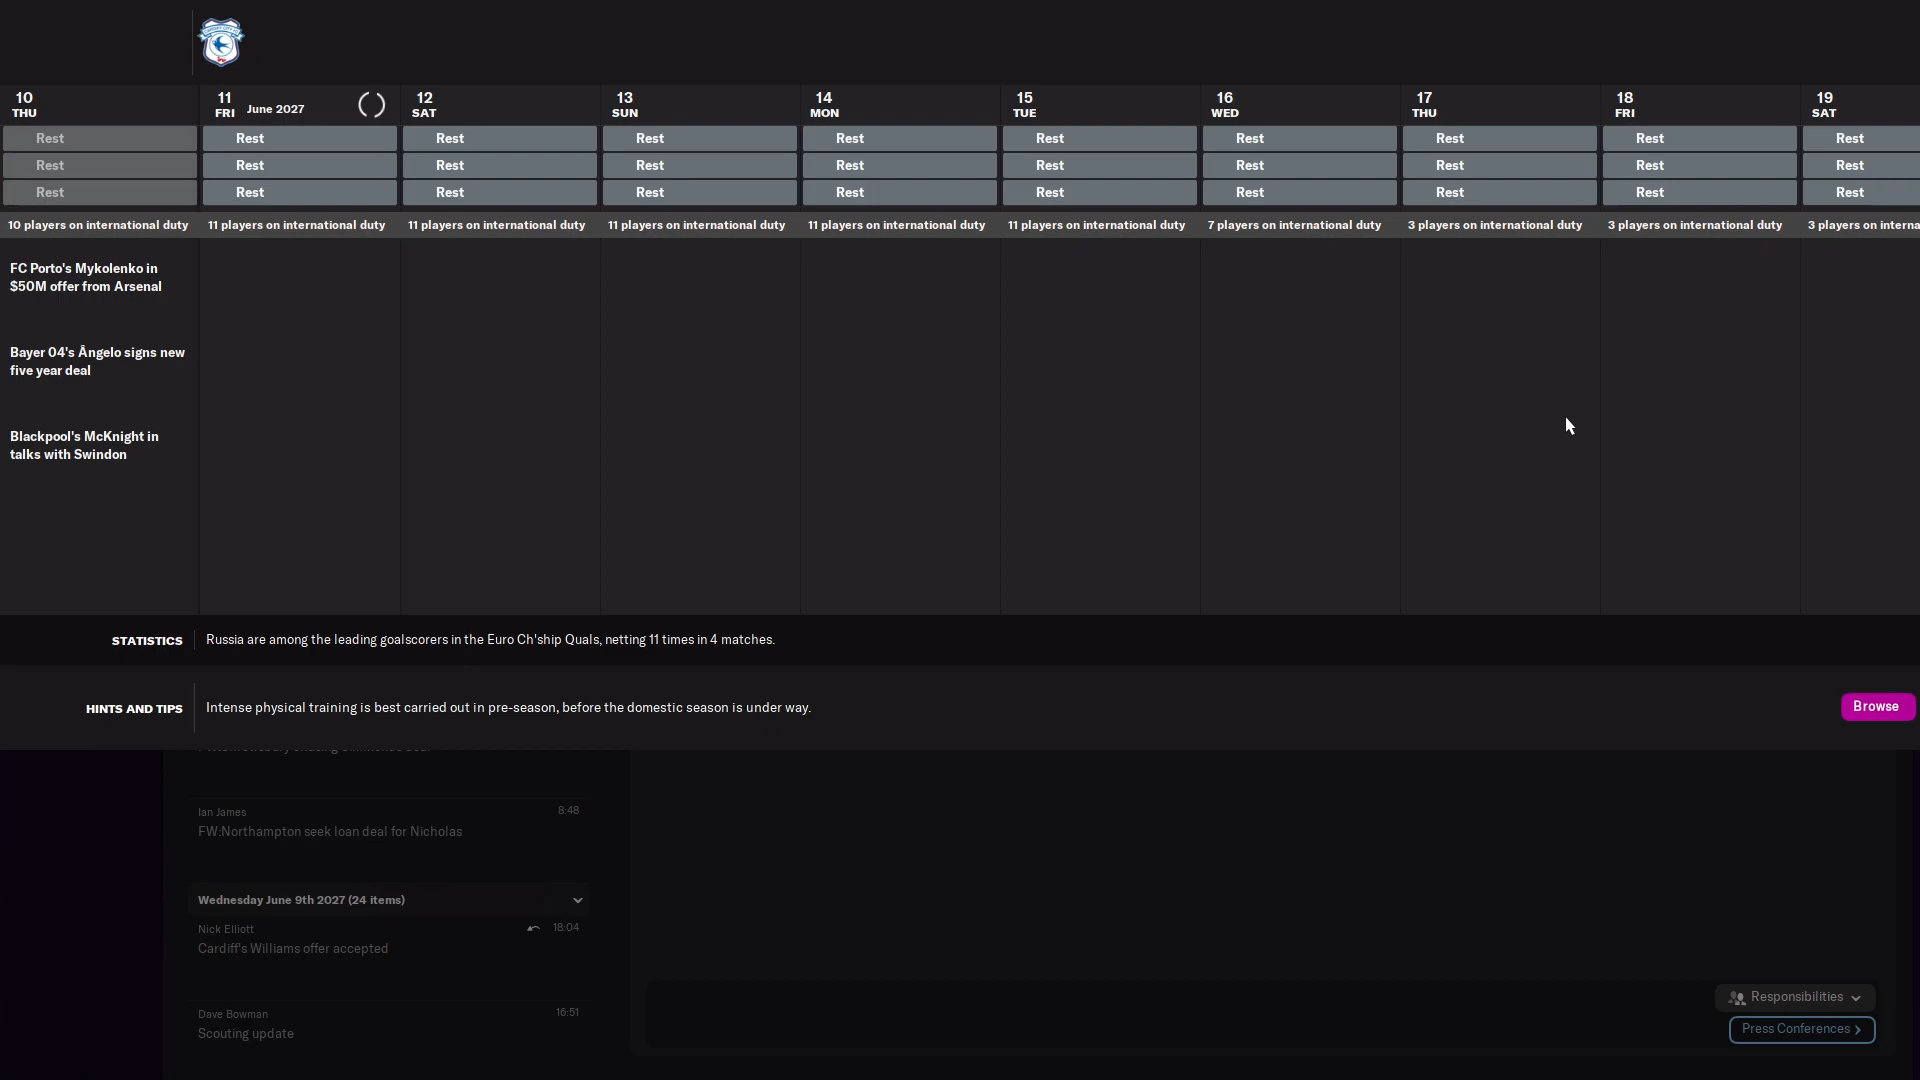 10
THU
11
FRI June 2027
12
SAT
13
SUN
14
MON
15
TUE
16
WED
17
THU
18
FRI
19
SAT
Rest Rest Rest Rest Rest Rest Rest Rest Rest Rest
Rest Rest Rest Rest Rest Rest Rest Rest Rest Rest
Rest Rest Rest Rest Rest Rest Rest Rest Rest Rest
10 players on international duty 11 players on international duty 11 players on international duty 11 players on international duty 11 players on international duty 11 players on international duty 7 players on international duty 3 players on international duty 3 players on international duty 3 players on interna
FC Porto's Mykolenko in
$50M offer from Arsenal
Bayer 04's Ângelo signs new
five year deal
Blackpool's McKnight in
talks with Swindon
STATISTICS Russia are among the leading goalscorers in the Euro Ch'ship Quals, netting 11 times in 4 matches.
HINTS AND TIPS Intense physical training is best carried out in pre-season, before the domestic season is under way. Browse
Ian James 8:48
FW:Northampton seek loan deal for Nicholas
Wednesday June 9th 2027 (24 items)
Nick Elliott 18:04
Cardiff's Williams offer accepted
Responsibilities
Dave Bowman 16:51
Scouting update
Press Conferences